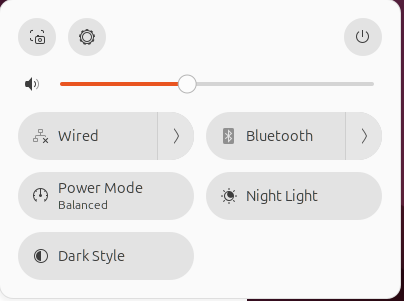 Wired
Bluetooth
Power Mode
Balanced
Night Light
Dark Style